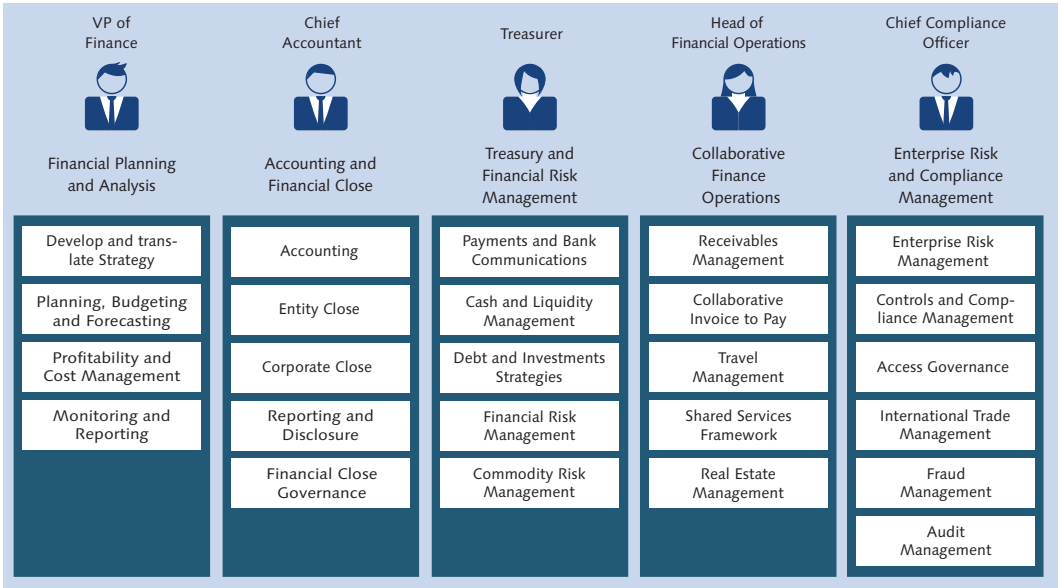 VP of
Finance
Chief
Accountant
Treasurer
Head of
Financial Operations
Chief Compliance
Officer
Financial Planning
and Analysis
Accounting and
Financial Close
Treasury and
Financial Risk
Management
Collaborative
Finance
Operations
Enterprise Risk
and Compliance
Management
Develop and trans-
late Strategy
Planning, Budgeting
and Forecasting
Profitability and
Cost Management
Monitoring and
Reporting
Accounting
Entity Close
Corporate Close
Reporting and
Disclosure
Financial Close
Governance
Payments and Bank
Communications
Cash and Liquidity
Management
Debt and Investments
Strategies
Financial Risk
Management
Commodity Risk
Management
Receivables
Management
Collaborative
Invoice to Pay
Travel
Management
Shared Services
Framework
Real Estate
Management
Enterprise Risk
Management
Controls and Comp-
liance Management
Access Governance
International Trade
Management
Fraud
Management
Audit
Management